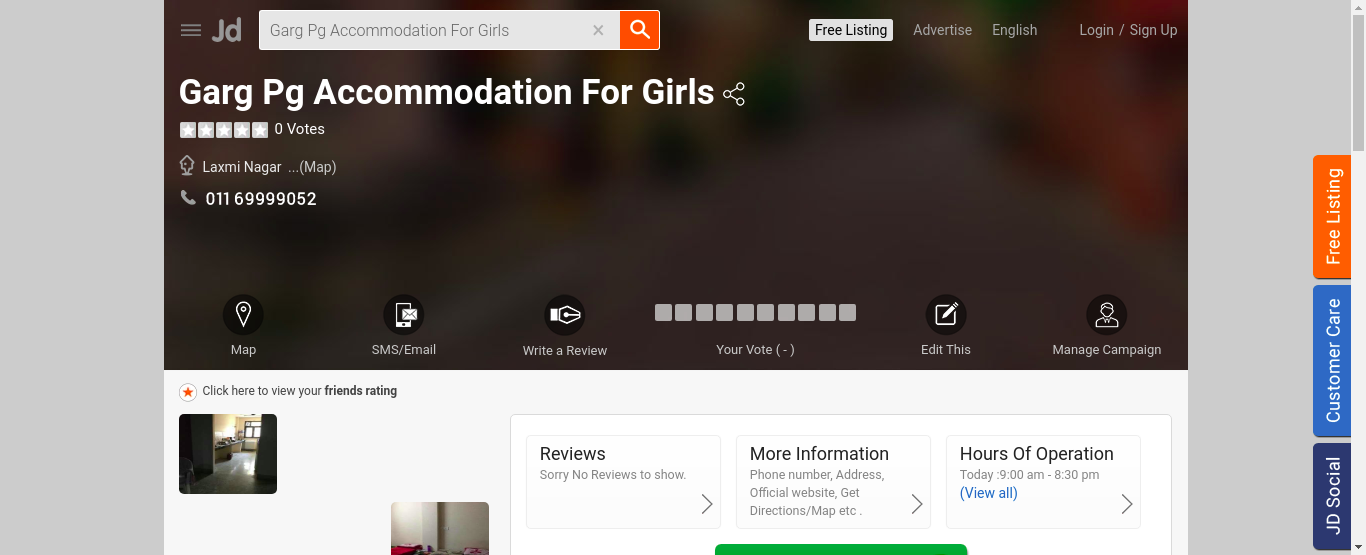 Jd
Garg Pg Accommodation For Girls
Free Listing
Advertise
English
Login / Sign Up
Garg Pg Accommodation For Girls
0 Votes
Laxmi Nagar ...(Map)
011 69999052
Map
SMS/Email
Write a Review
Your Vote ( - )
Edit This
Manage Campaign
Click here to view your friends rating
Reviews
Sorry No Reviews to show.
More Information
Phone number, Address,
Official website, Get
Directions/Map etc .
Hours Of Operation
Today :9:00 am - 8:30 pm
(View all)
Free Listing
Customer Care
JD Social